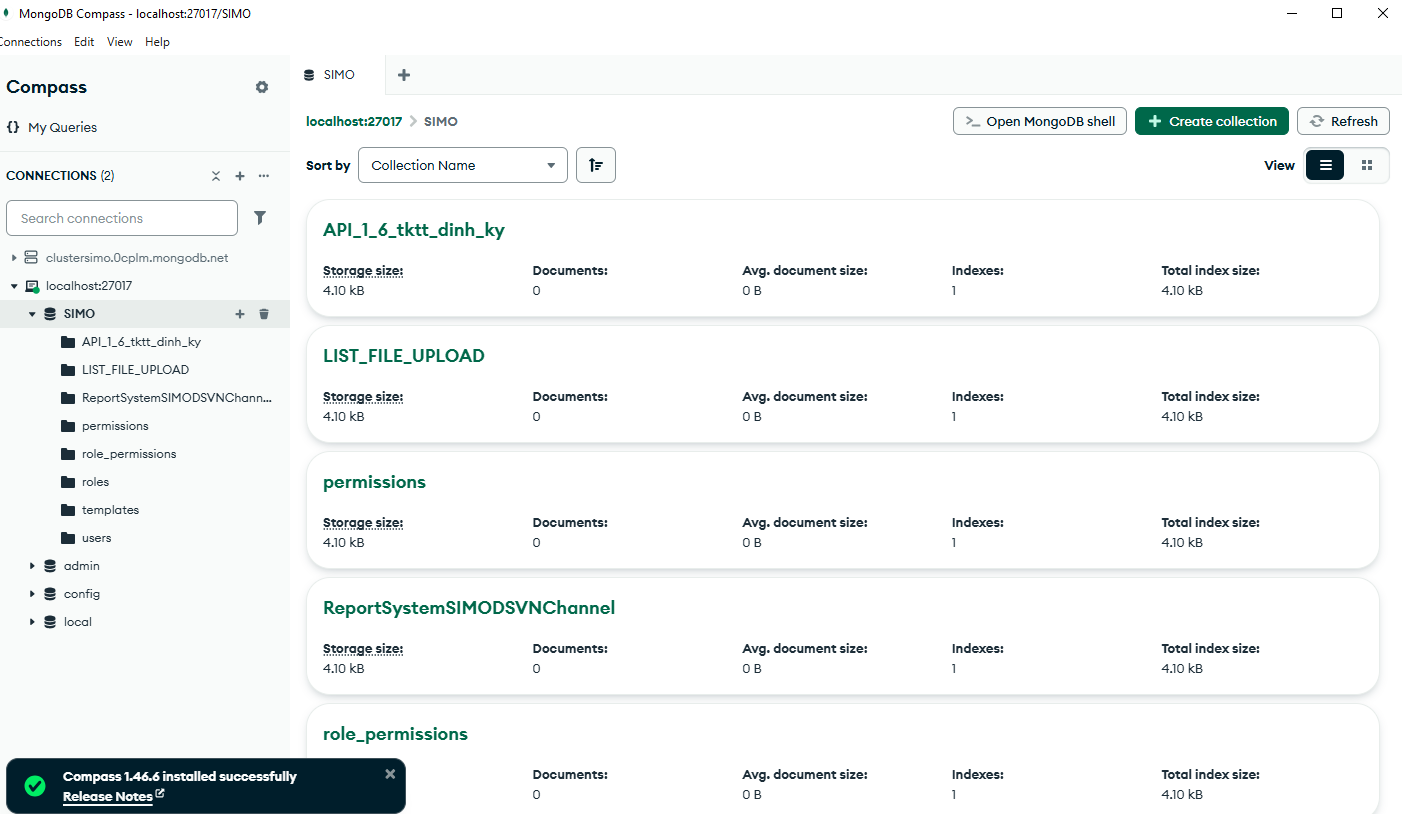 MongoDB Compass - localhost:27017/SIMO
Connections Edit View Help
Compass
My Queries
CONNECTIONS (2)
Search connections
clustersimo.0cplm.mongodb.net
localhost:27017
SIMO
API_1_6_tktt_dinh_ky
LIST_FILE_UPLOAD
ReportSystemSIMODSVNChann...
permissions
role_permissions
roles
templates
users
admin
config
local
Compass 1.46.6 installed successfully
Release Notes
SIMO
localhost:27017 > SIMO
>_ Open MongoDB shell
+ Create collection
Refresh
Sort by Collection Name
View
API_1_6_tktt_dinh_ky
Storage size: Documents: Avg. document size: Indexes: Total index size:
4.10 kB 0 0 B 1 4.10 kB
LIST_FILE_UPLOAD
Storage size: Documents: Avg. document size: Indexes: Total index size:
4.10 kB 0 0 B 1 4.10 kB
permissions
Storage size: Documents: Avg. document size: Indexes: Total index size:
4.10 kB 0 0 B 1 4.10 kB
ReportSystemSIMODSVNChannel
Storage size: Documents: Avg. document size: Indexes: Total index size:
4.10 kB 0 0 B 1 4.10 kB
role_permissions
Documents: Avg. document size: Indexes: Total index size:
0 0 B 1 4.10 kB